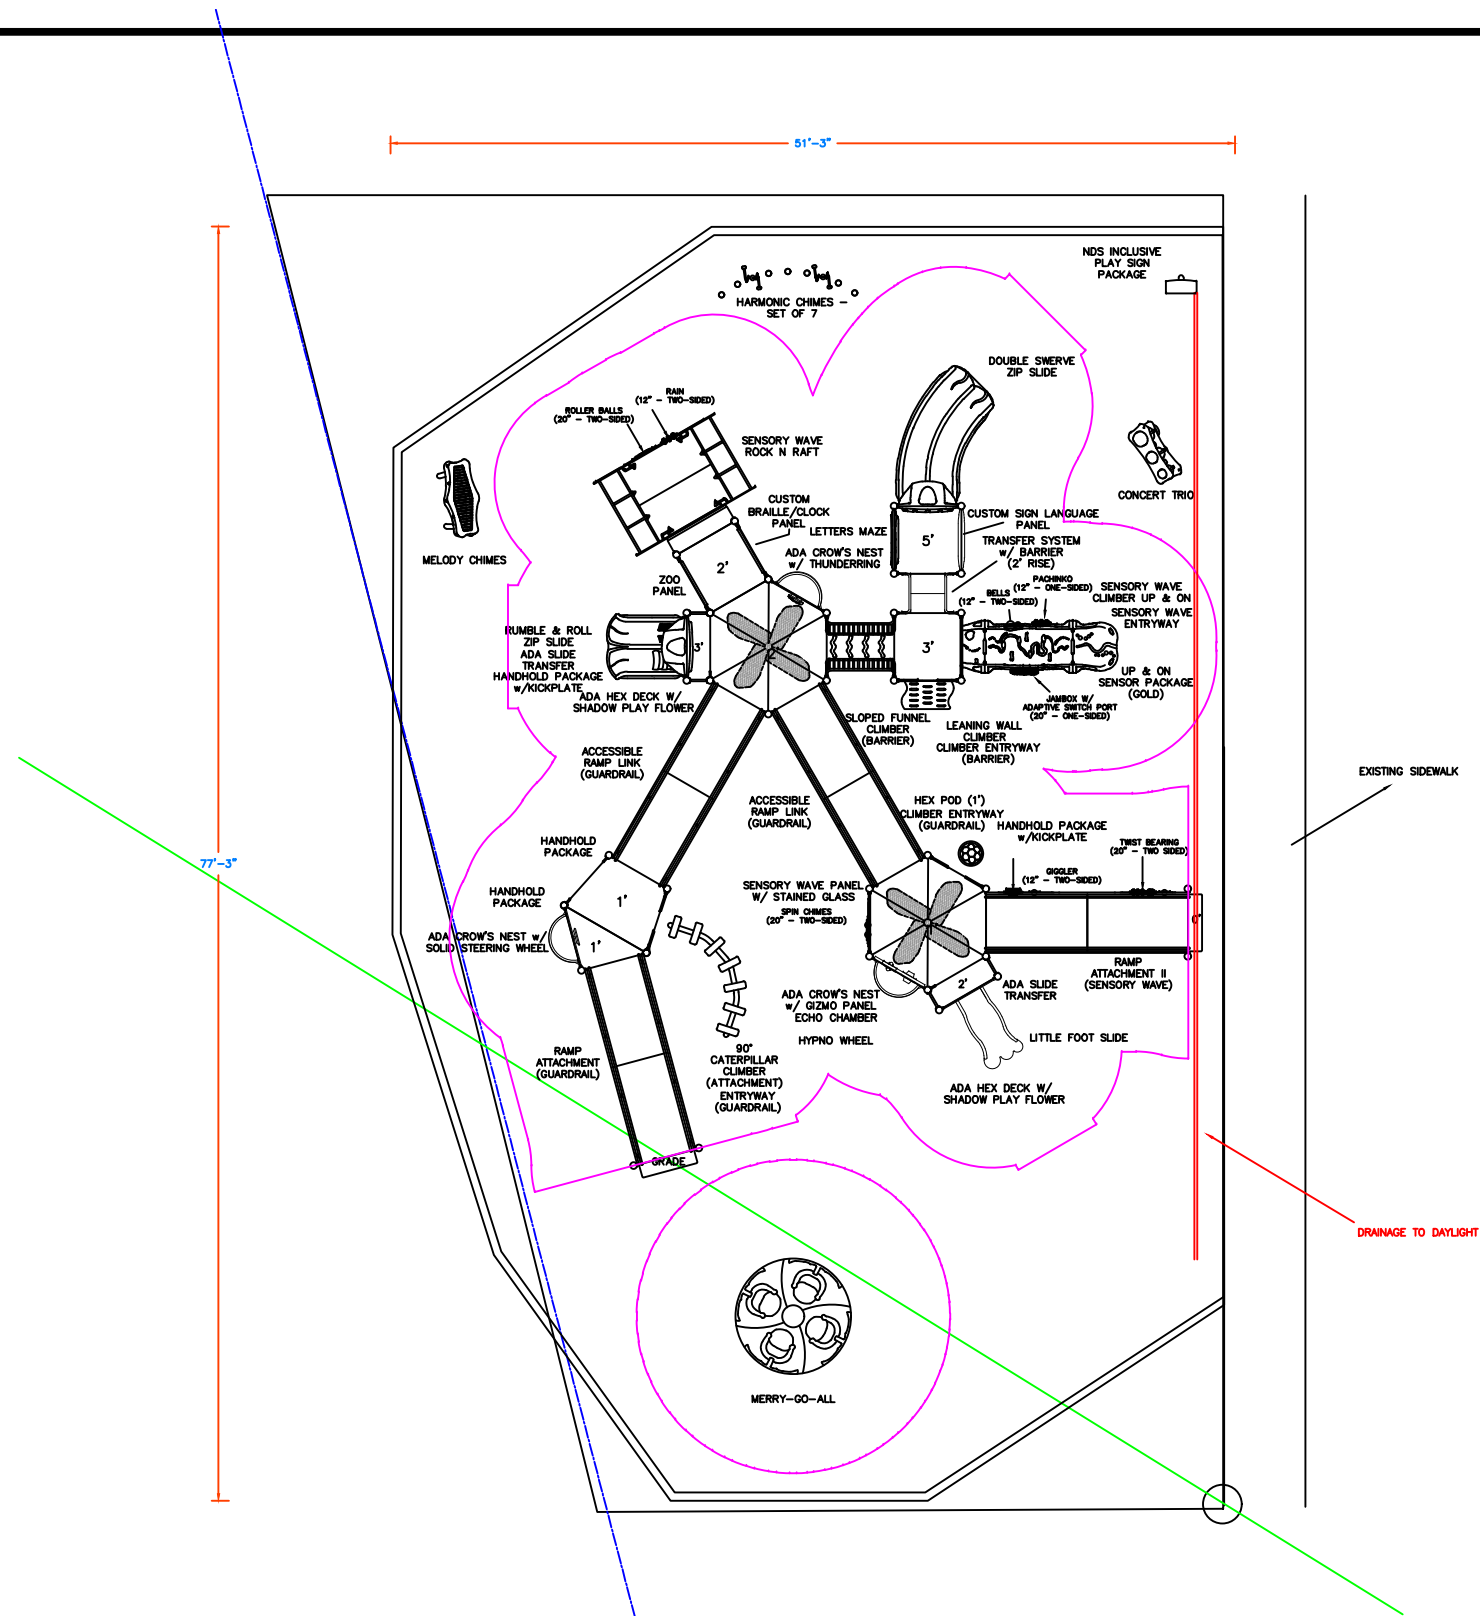 51'-3"
NDS INCLUSIVE
PLAY SIGN
PACKAGE
HARMONIC CHIMES -
SET OF 7
DOUBLE SWERVE
ZIP SLIDE
RAIN
(12" - TWO-SIDED)
ROLLER BALLS
(20" - TWO-SIDED)
SENSORY WAVE
ROCK N RAFT
CONCERT TRIO
CUSTOM
BRAILLE/CLOCK
PANEL
LETTERS MAZE
CUSTOM SIGN LANGUAGE
PANEL
5'
TRANSFER SYSTEM
w/ BARRIER
(2' RISE)
MELODY CHIMES
ADA CROW'S NEST
w/ THUNDERRING
2'
ZOO
PANEL
PACHINKO
(12" - ONE-SIDED)
BELLS
(12" - TWO-SIDED)
SENSORY WAVE
CLIMBER UP & ON
SENSORY WAVE
ENTRYWAY
RUMBLE & ROLL
ZIP SLIDE
ADA SLIDE
TRANSFER
HANDHOLD PACKAGE
w/KICKPLATE
3'
2'
3'
UP & ON
SENSOR PACKAGE
(GOLD)
ADA HEX DECK W/
SHADOW PLAY FLOWER
JAMBOX W/
ADAPTIVE SWITCH PORT
(20" - ONE-SIDED)
SLOPED FUNNEL
CLIMBER
(BARRIER)
LEANING WALL
CLIMBER
CLIMBER ENTRYWAY
(BARRIER)
ACCESSIBLE
RAMP LINK
(GUARDRAIL)
EXISTING SIDEWALK
ACCESSIBLE
RAMP LINK
(GUARDRAIL)
HEX POD (1')
CLIMBER ENTRYWAY
(GUARDRAIL)
HANDHOLD PACKAGE
w/KICKPLATE
HANDHOLD
PACKAGE
TWIST BEARING
(20" - TWO SIDED)
77'-3"
GIGGLER
(12" - TWO-SIDED)
HANDHOLD
PACKAGE
SENSORY WAVE PANEL
W/ STAINED GLASS
SPIN CHIMES
(20" - TWO-SIDED)
1'
0'
ADA CROW'S NEST w/
SOLID STEERING WHEEL
1'
RAMP
ATTACHMENT II
(SENSORY WAVE)
2'
ADA SLIDE
TRANSFER
ADA CROW'S NEST
w/ GIZMO PANEL
ECHO CHAMBER
HYPNO WHEEL
LITTLE FOOT SLIDE
RAMP
ATTACHMENT
(GUARDRAIL)
90°
CATERPILLAR
CLIMBER
(ATTACHMENT)
ENTRYWAY
(GUARDRAIL)
ADA HEX DECK W/
SHADOW PLAY FLOWER
GRADE
DRAINAGE TO DAYLIGHT
MERRY-GO-ALL